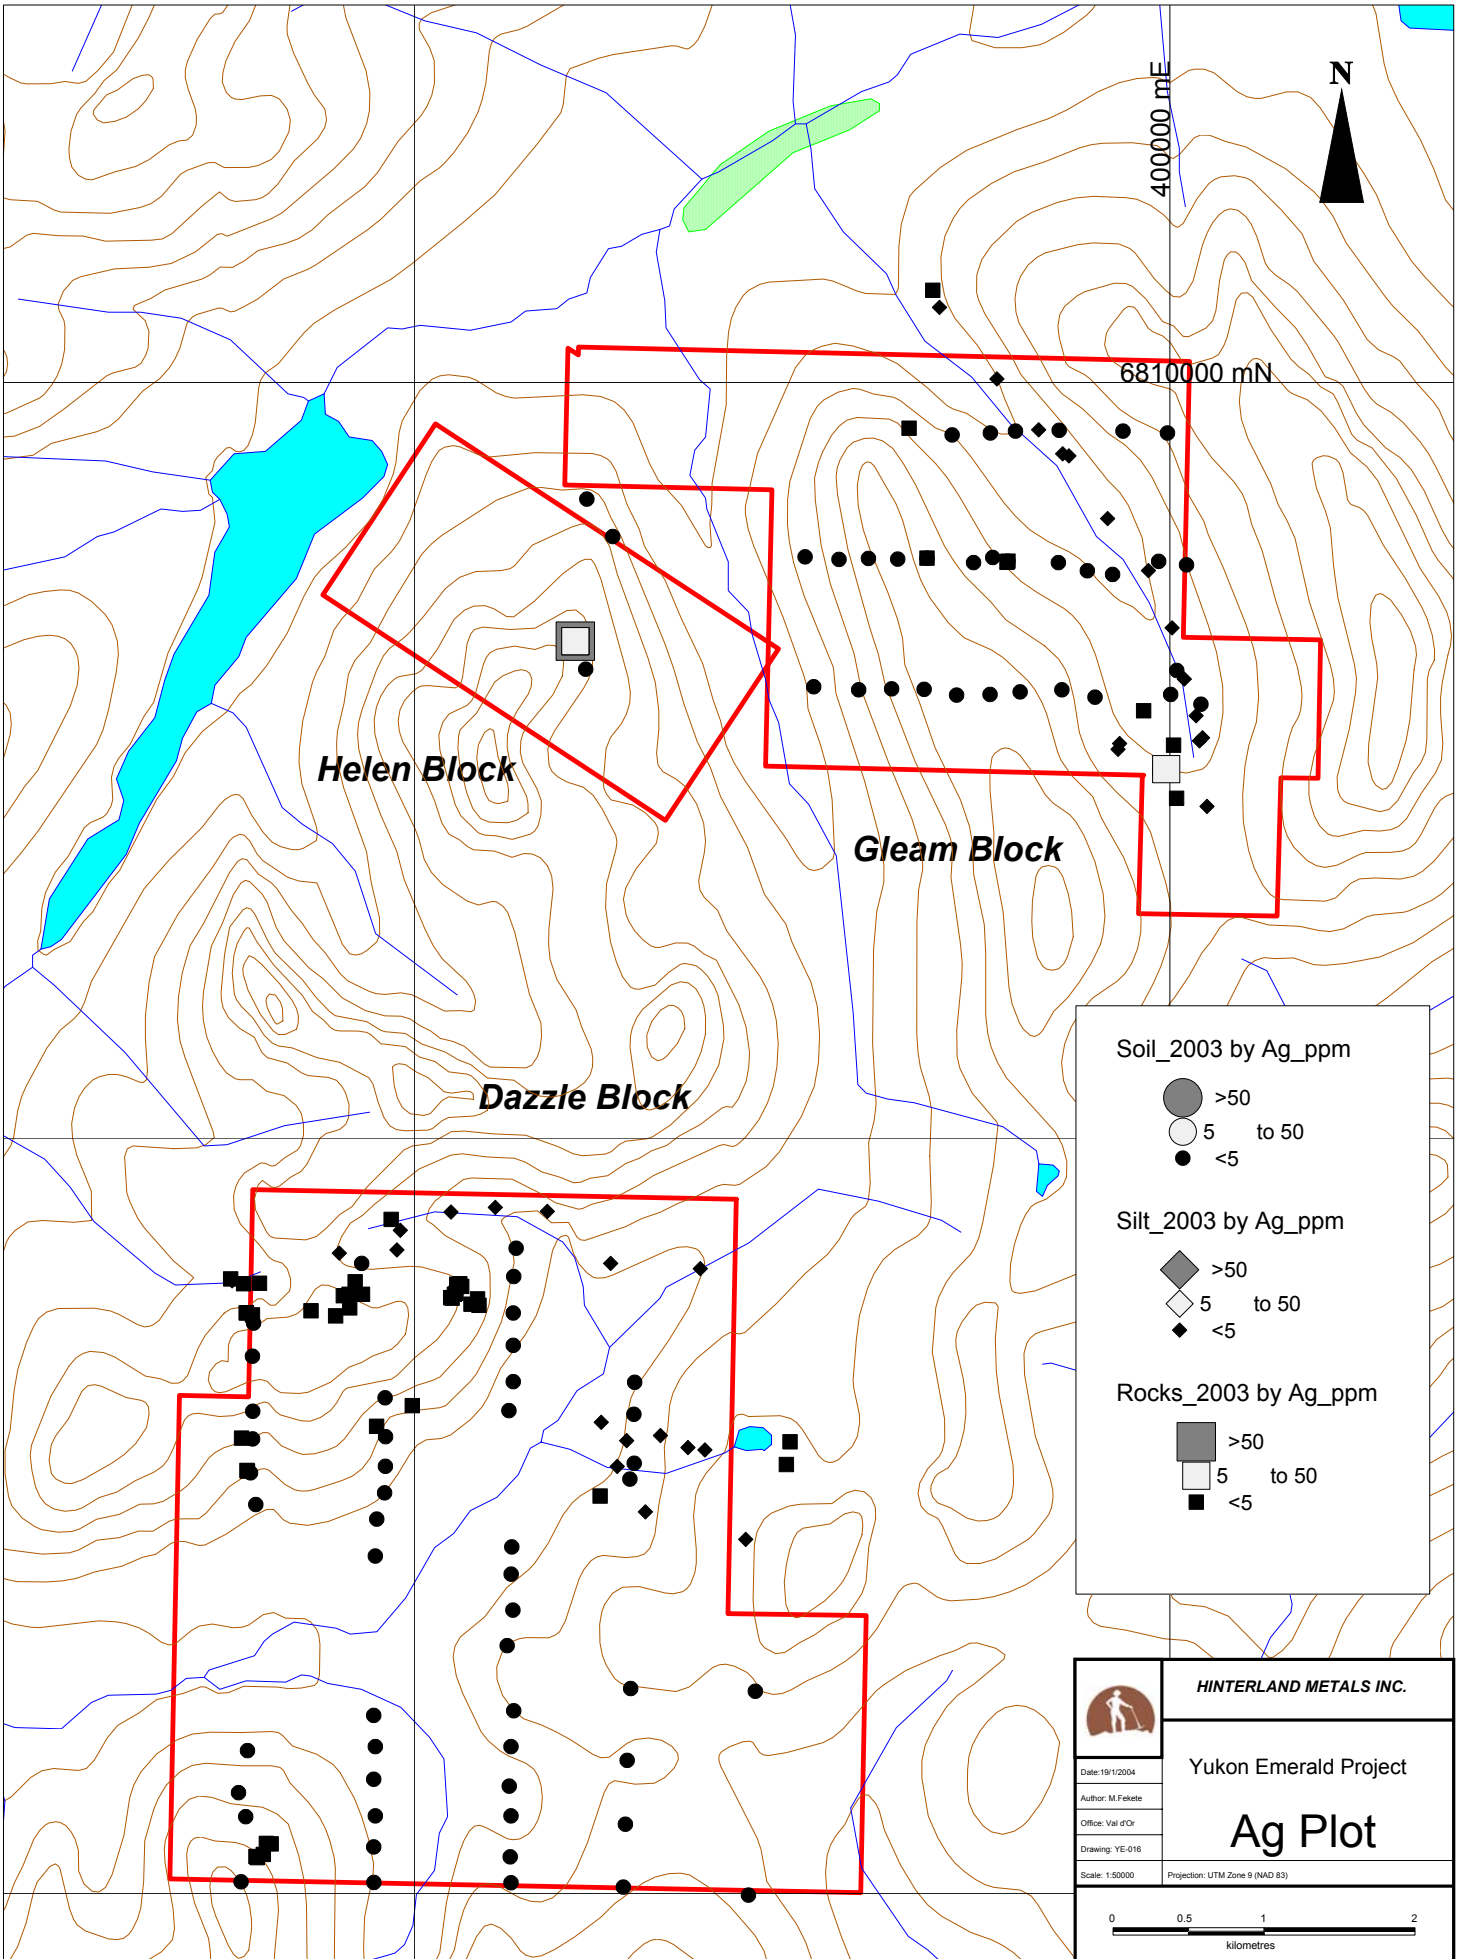 N
400000 mE
6810000 mN
Helen Block
Gleam Block
Dazzle Block
Soil_2003 by Ag_ppm
>50
5 to 50
<5
Silt_2003 by Ag_ppm
>50
5 to 50
<5
Rocks_2003 by Ag_ppm
>50
5 to 50
<5
HINTERLAND METALS INC.
Yukon Emerald Project
Ag Plot
Date:19/1/2004
Author: M.Fekete
Office: Val d'Or
Drawing: YE-016
Scale: 1:50000
Projection: UTM Zone 9 (NAD 83)
0 0.5 1 2
kilometres